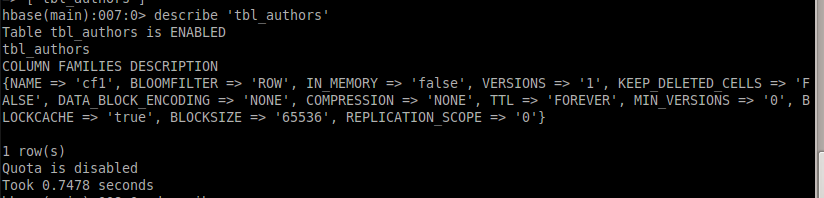 hbase(main):007:0> describe 'tbl_authors'
Table tbl_authors is ENABLED
tbl_authors
COLUMN FAMILIES DESCRIPTION
{NAME => 'cf1', BLOOMFILTER => 'ROW', IN_MEMORY => 'false', VERSIONS => '1', KEEP_DELETED_CELLS => 'F
ALSE', DATA_BLOCK_ENCODING => 'NONE', COMPRESSION => 'NONE', TTL => 'FOREVER', MIN_VERSIONS => '0', B
LOCKCACHE => 'true', BLOCKSIZE => '65536', REPLICATION_SCOPE => '0'}
1 row(s)
Quota is disabled
Took 0.7478 seconds